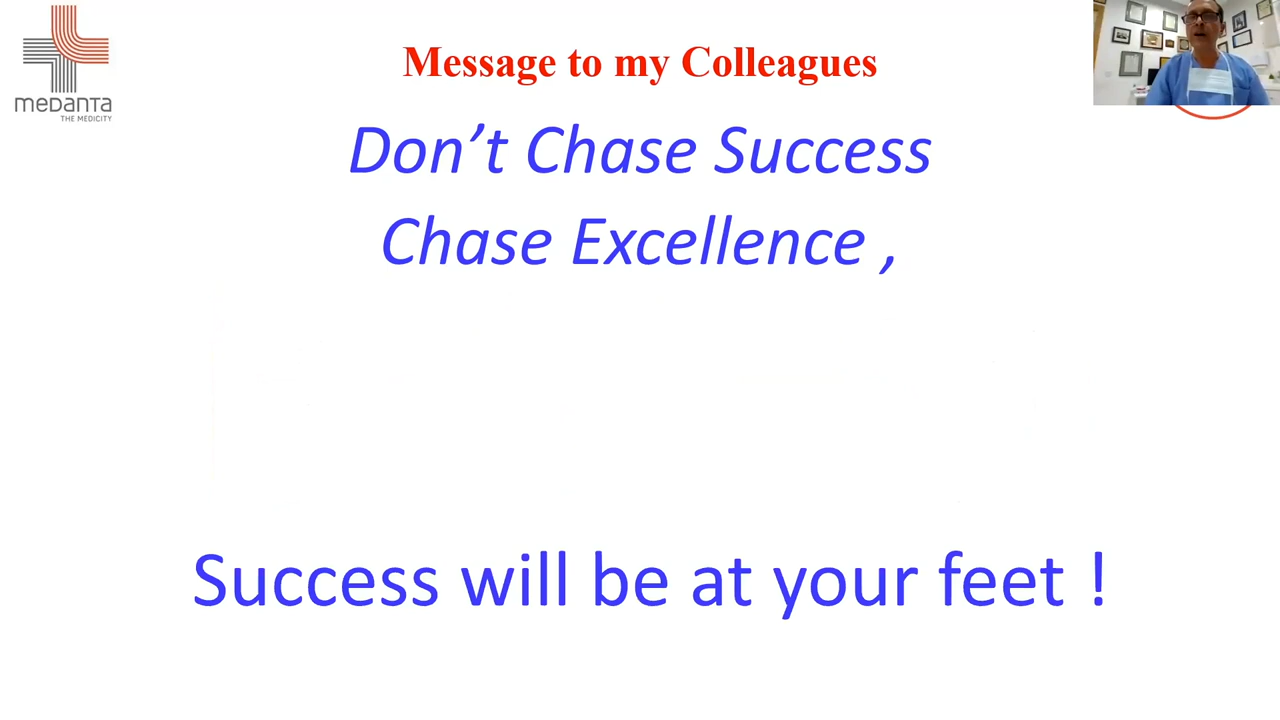 medanta
THE MEDICITY
Message to my Colleagues
Don’t Chase Success
Chase Excellence ,
Success will be at your feet !